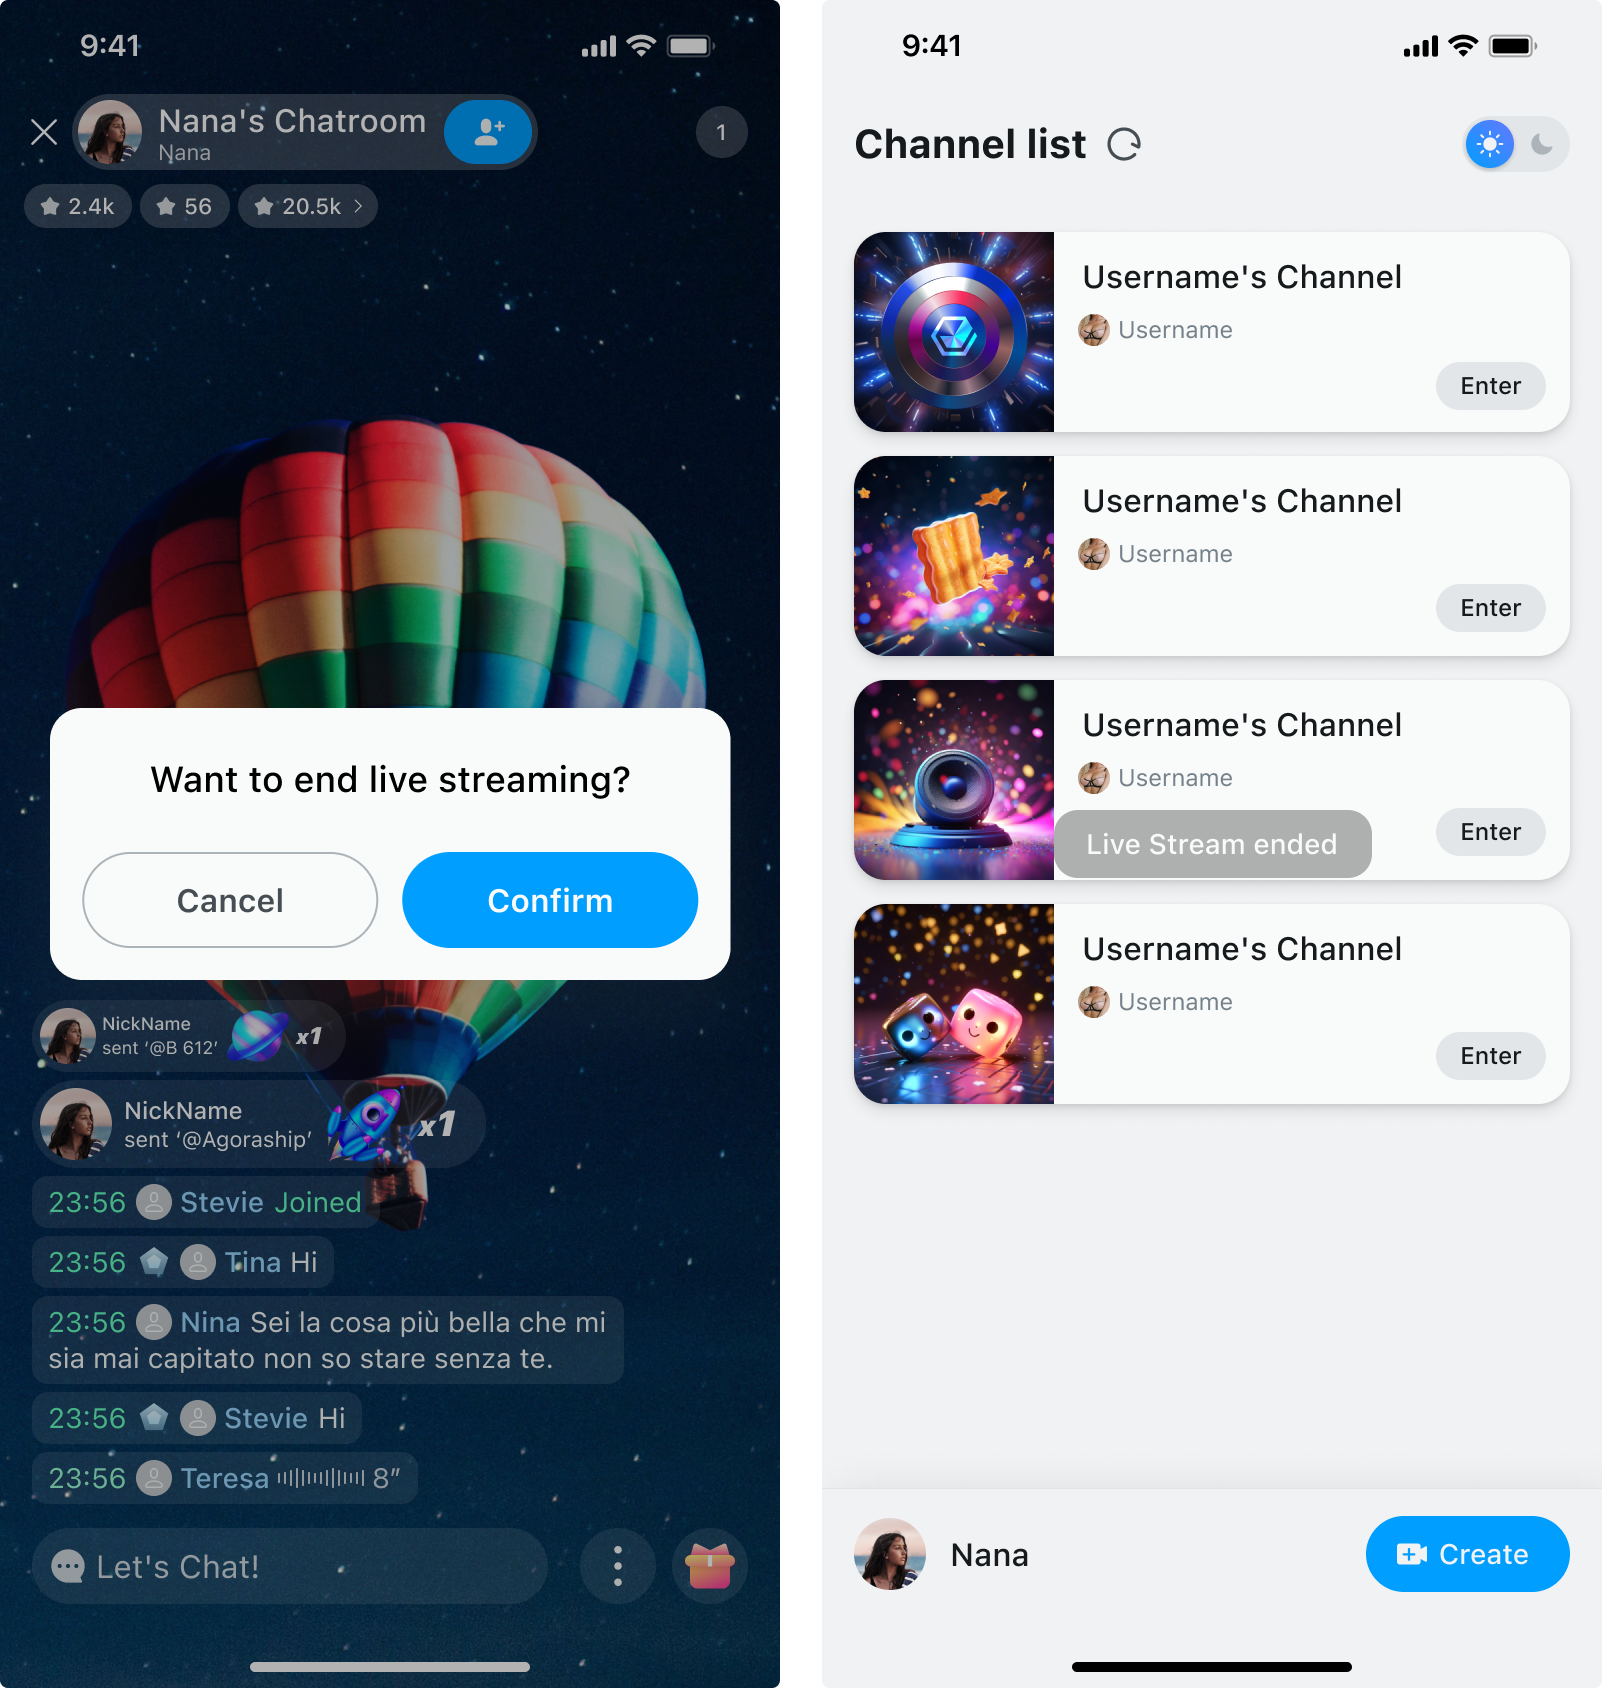 9:41
Nana's Chatroom
Nana
1
2.4k
56
20.5k
Want to end live streaming?
Cancel
Confirm
NickName
sent ‘@B 612’
x1
NickName
sent ‘@Agoraship’
x1
23:56 Stevie Joined
23:56 Tina Hi
23:56 Nina Sei la cosa più bella che mi
sia mai capitato non so stare senza te.
23:56 Stevie Hi
23:56 Teresa 8”
Let's Chat!
9:41
Channel list
Username's Channel
Username
Enter
Username's Channel
Username
Enter
Username's Channel
Username
Enter
Live Stream ended
Username's Channel
Username
Enter
Nana
Create